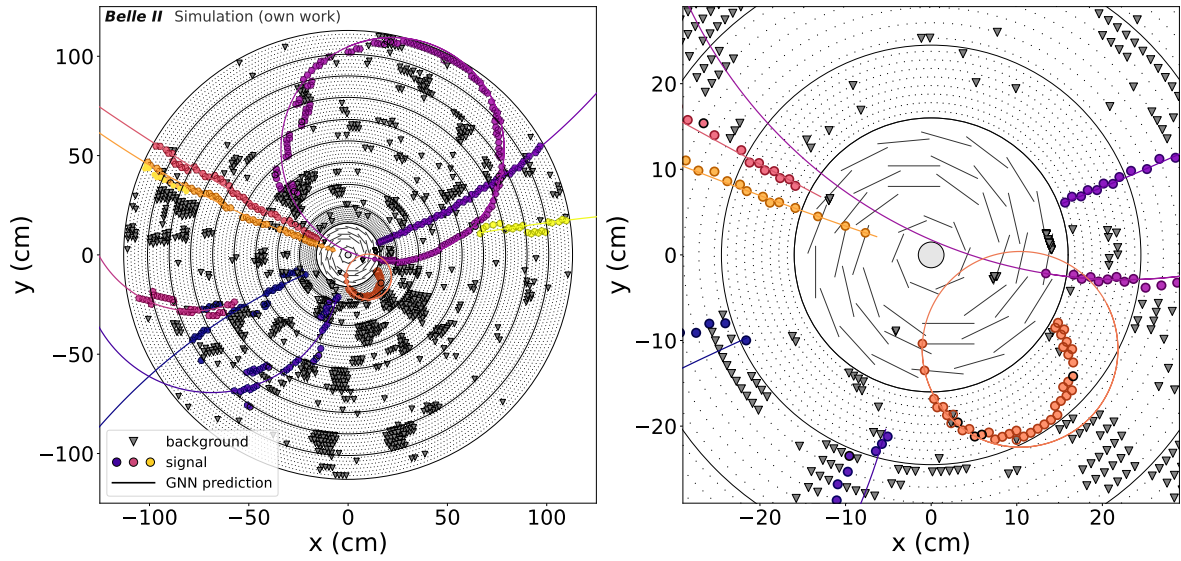 Belle II Simulation (own work)
y (cm)
100
50
0
−50
−100
background
signal
GNN prediction
−100 −50 0 50 100
x (cm)
y (cm)
20
10
0
−10
−20
−20 −10 0 10 20
x (cm)